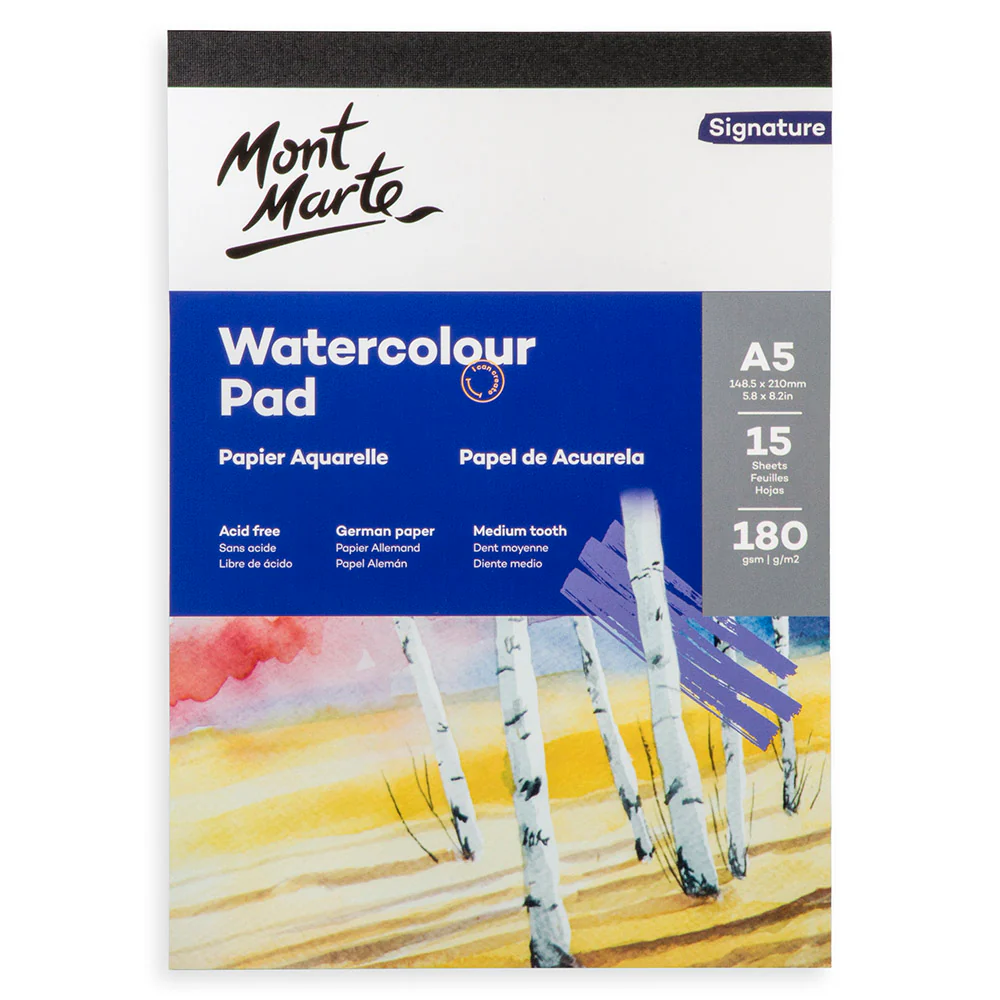 Mont
Marte
Signature
Watercolour
Pad
I can create
Papier Aquarelle
Papel de Acuarela
Acid free
Sans acide
Libre de ácido
German paper
Papier Allemand
Papel Alemán
Medium tooth
Dent moyenne
Diente medio
A5
148.5 x 210mm
5.8 x 8.2in
15
Sheets
Feuilles
Hojas
180
gsm | g/m2